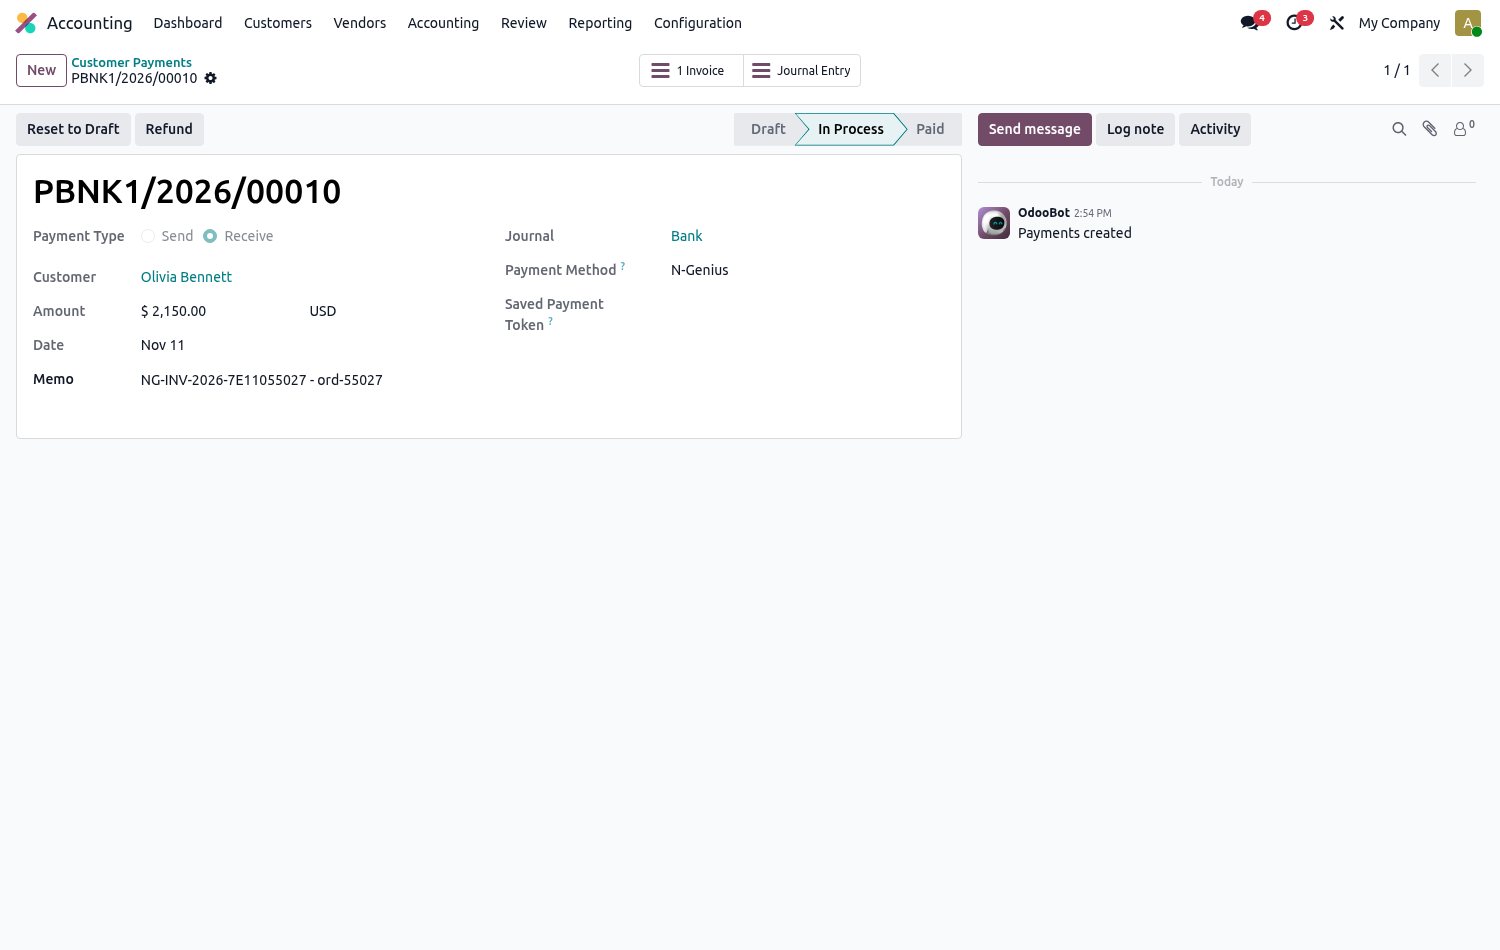 Accounting Dashboard Customers Vendors Accounting Review Reporting Configuration 4 3 My Company A
New Customer Payments
PBNK1/2026/00010
1 Invoice Journal Entry
1 / 1
Reset to Draft Refund Draft In Process Paid Send message Log note Activity 0
PBNK1/2026/00010
Payment Type Send Receive
Customer Olivia Bennett
Amount $ 2,150.00 USD
Date Nov 11
Memo NG-INV-2026-7E11055027 - ord-55027
Journal Bank
Payment Method ? N-Genius
Saved Payment
Token ?
Today
OdooBot 2:54 PM
Payments created